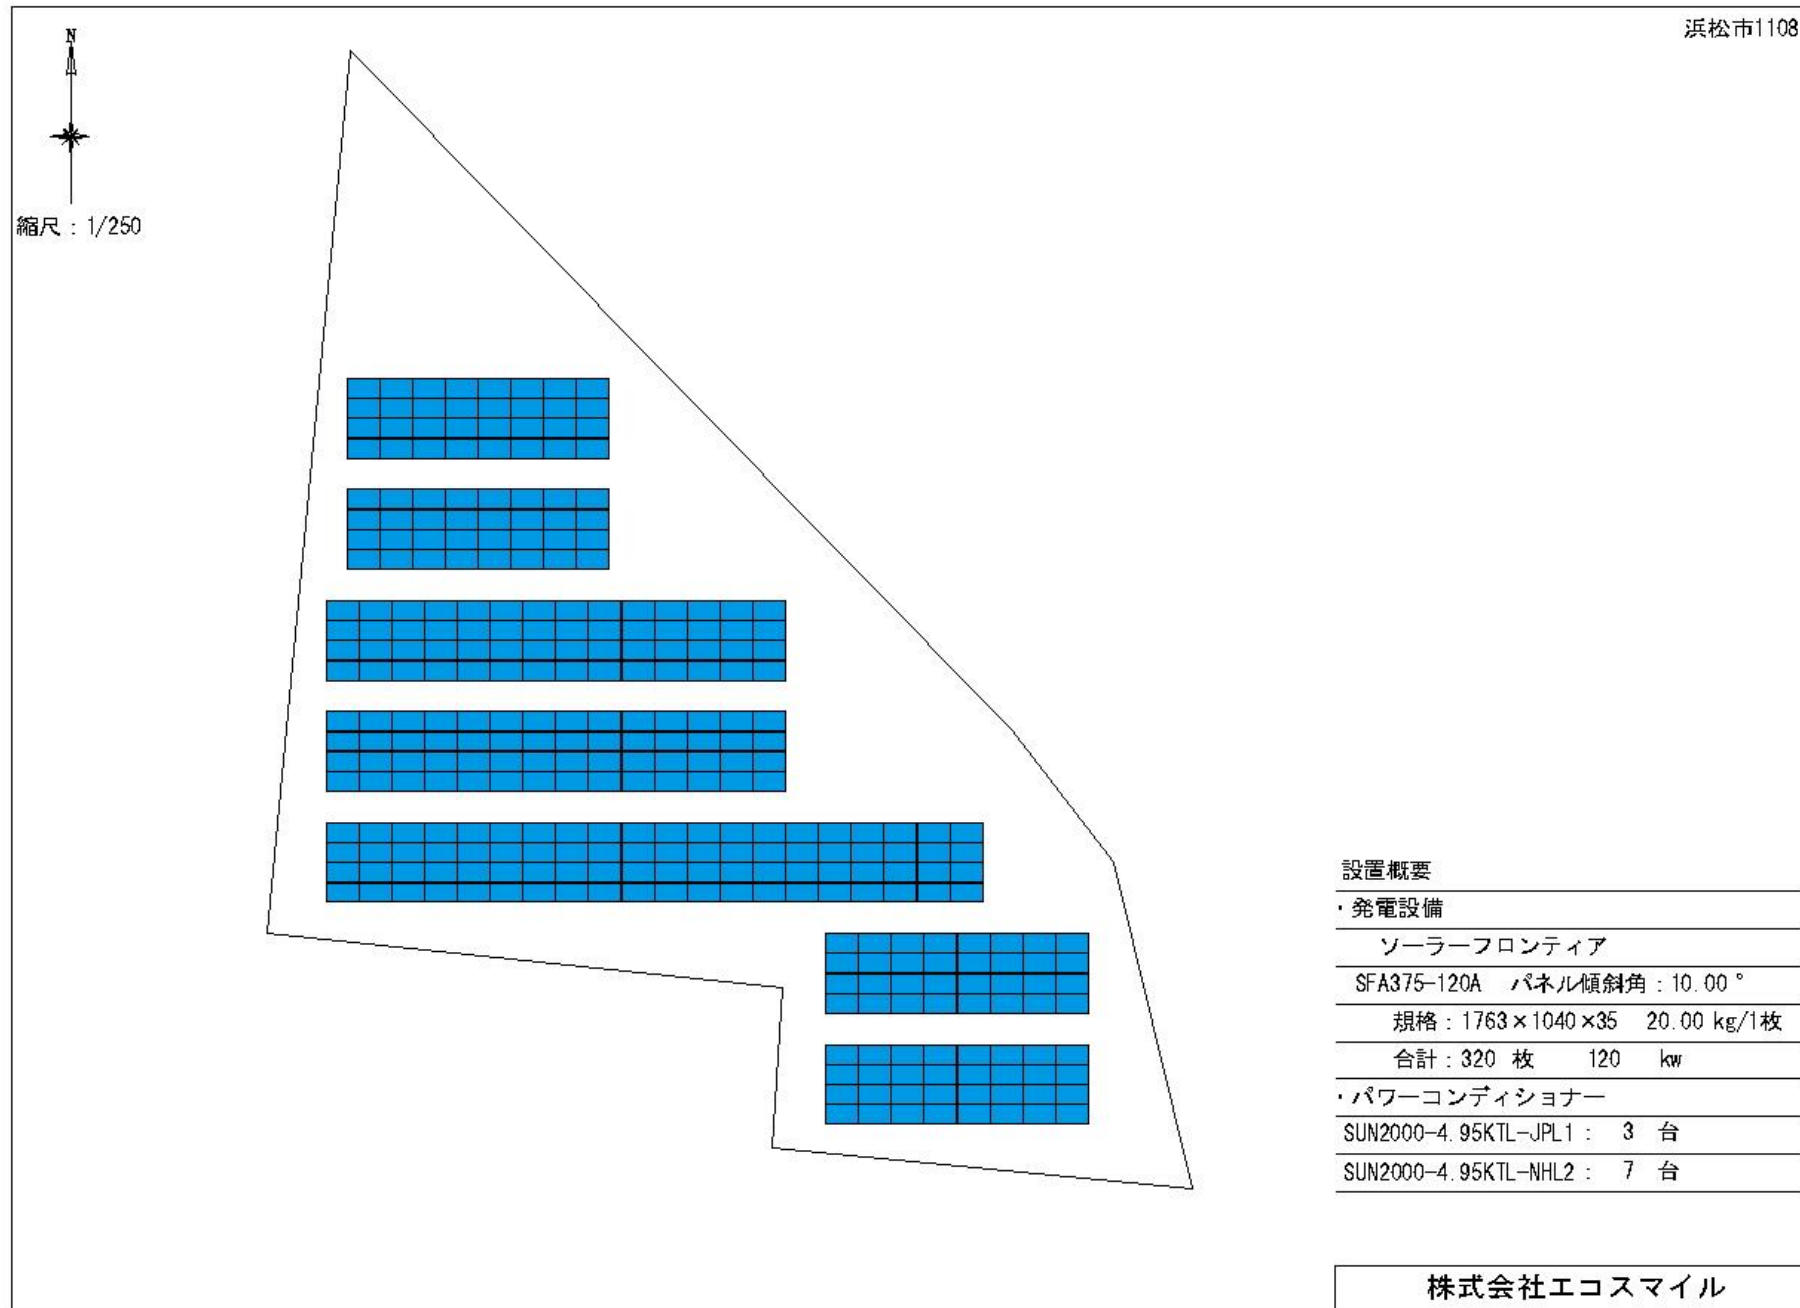 浜松市1108
N
縮尺：1/250
設置概要
・発電設備
ソーラーフロンティア
SFA375-120A パネル傾斜角：10.00°
規格：1763×1040×35 20.00 kg/1枚
合計：320 枚 120 kw
・パワーコンディショナー
SUN2000-4.95KTL-JPL1： 3 台
SUN2000-4.95KTL-NHL2： 7 台
株式会社エコスマイル